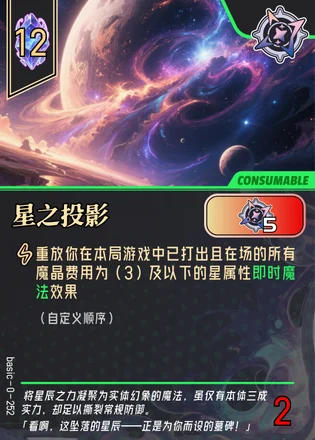 12
CONSUMABLE
星之投影
5
重放你在本局游戏中已打出且在场的所有
魔晶费用为（3）及以下的星属性即时魔
法效果
（自定义顺序）
basic-0-252
将星辰之力凝聚为实体幻象的魔法，虽仅有本体三成
实力，却足以撕裂常规防御。
「看啊，这坠落的星辰——正是为你而设的墓碑！」
2